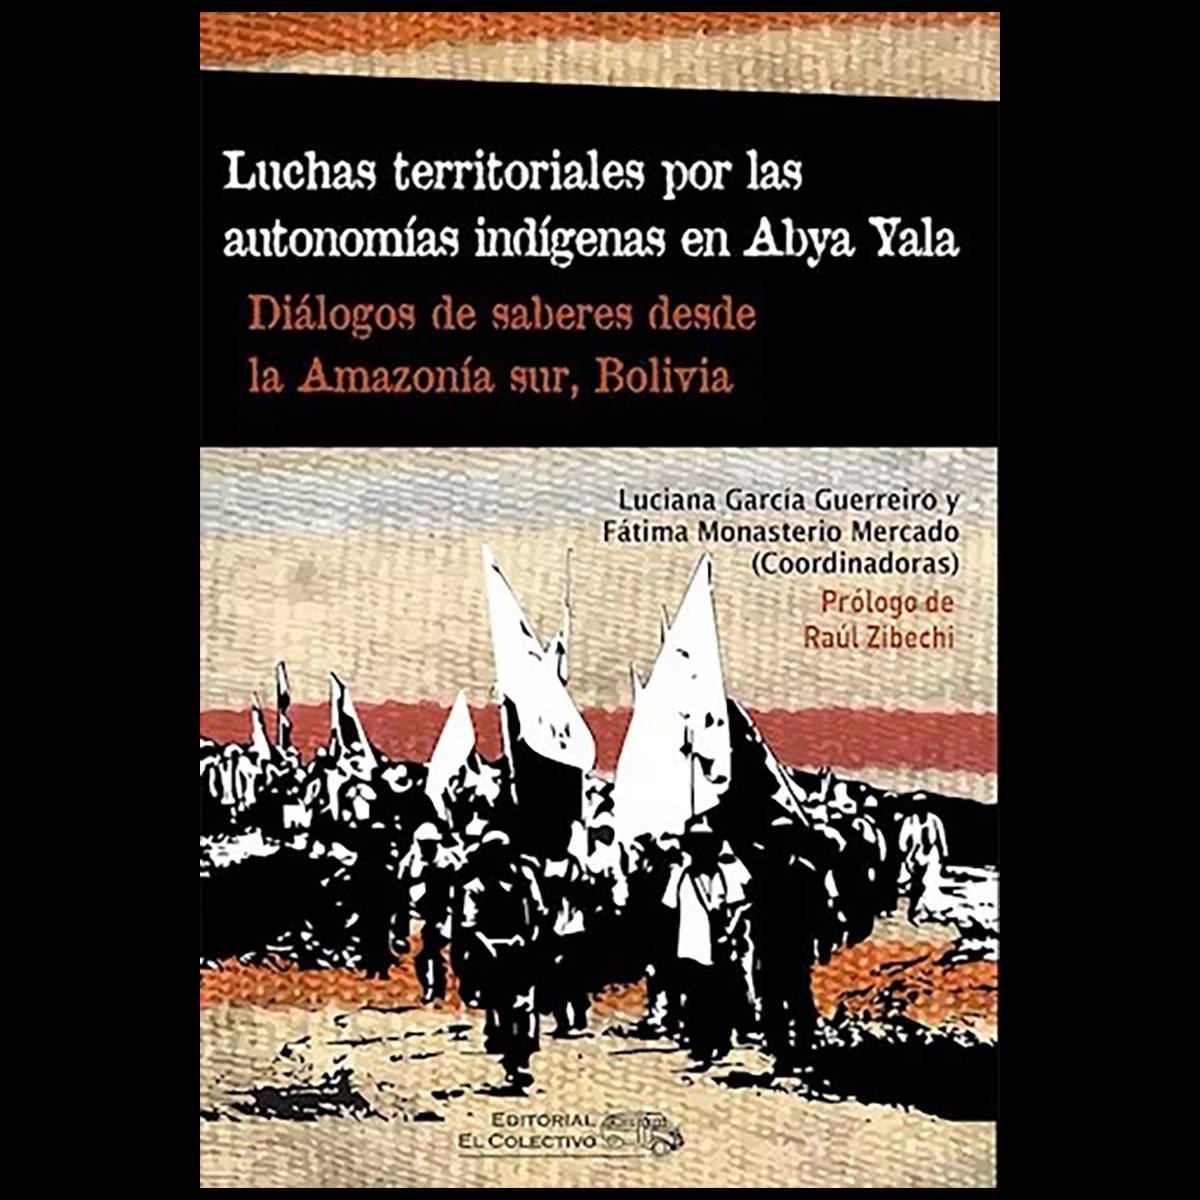 Luchas territoriales por las
autonomías indígenas en Abya Yala
Diálogos de saberes desde
la Amazonía sur, Bolivia
Luciana García Guerreiro y
Fátima Monasterio Mercado
(Coordinadoras)
Prólogo de
Raúl Zibechi
EDITORIAL
EL COLECTIVO